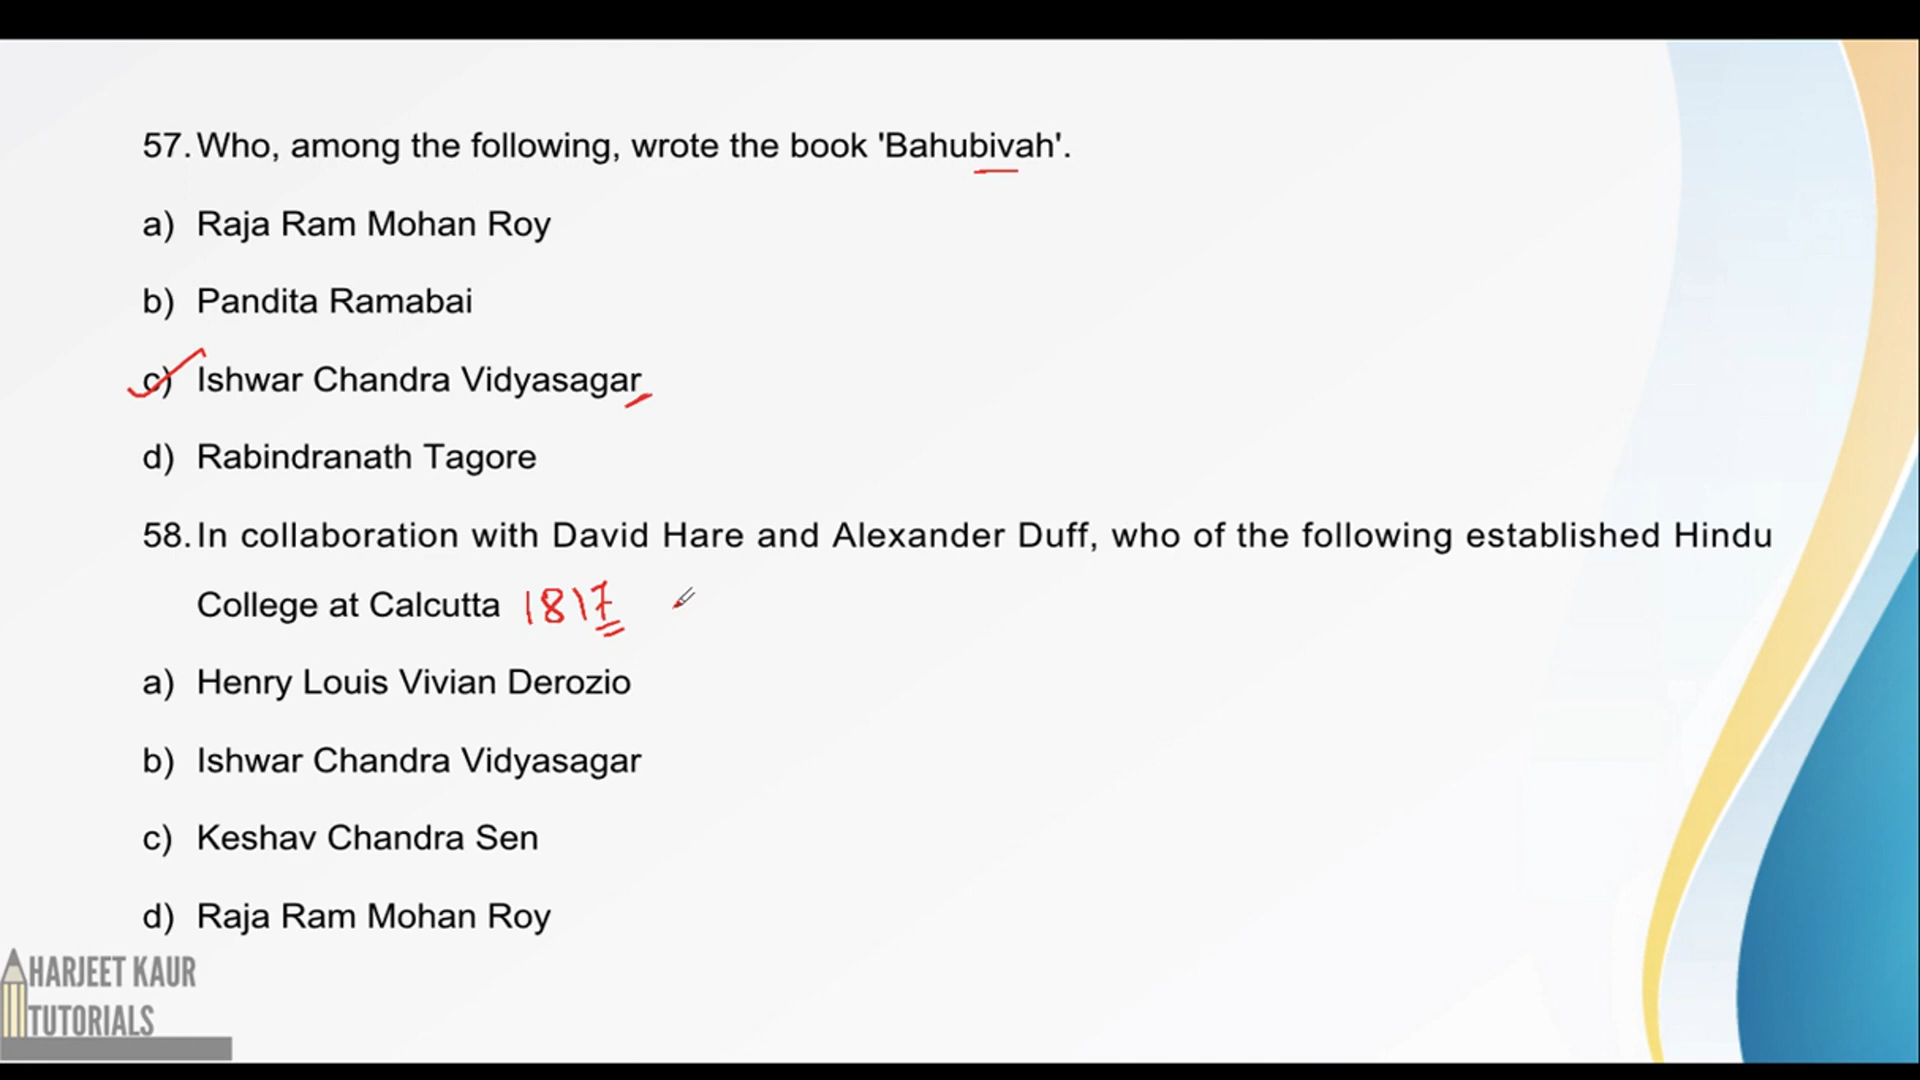 57. Who, among the following, wrote the book 'Bahubivah'.
a) Raja Ram Mohan Roy
b) Pandita Ramabai
c) Ishwar Chandra Vidyasagar
d) Rabindranath Tagore
58. In collaboration with David Hare and Alexander Duff, who of the following established Hindu
College at Calcutta 1817
a) Henry Louis Vivian Derozio
b) Ishwar Chandra Vidyasagar
c) Keshav Chandra Sen
d) Raja Ram Mohan Roy
HARJEET KAUR
TUTORIALS